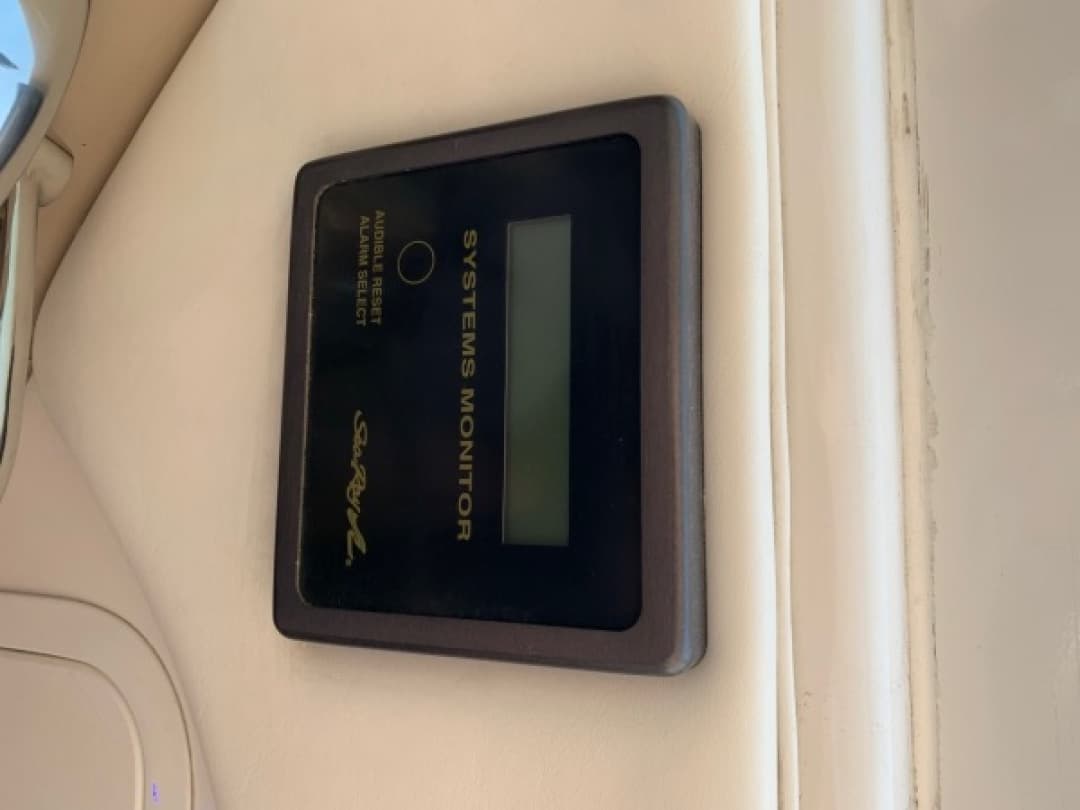 SYSTEMS MONITOR
AUDIBLE RESET
ALARM SELECT
Sea Ray